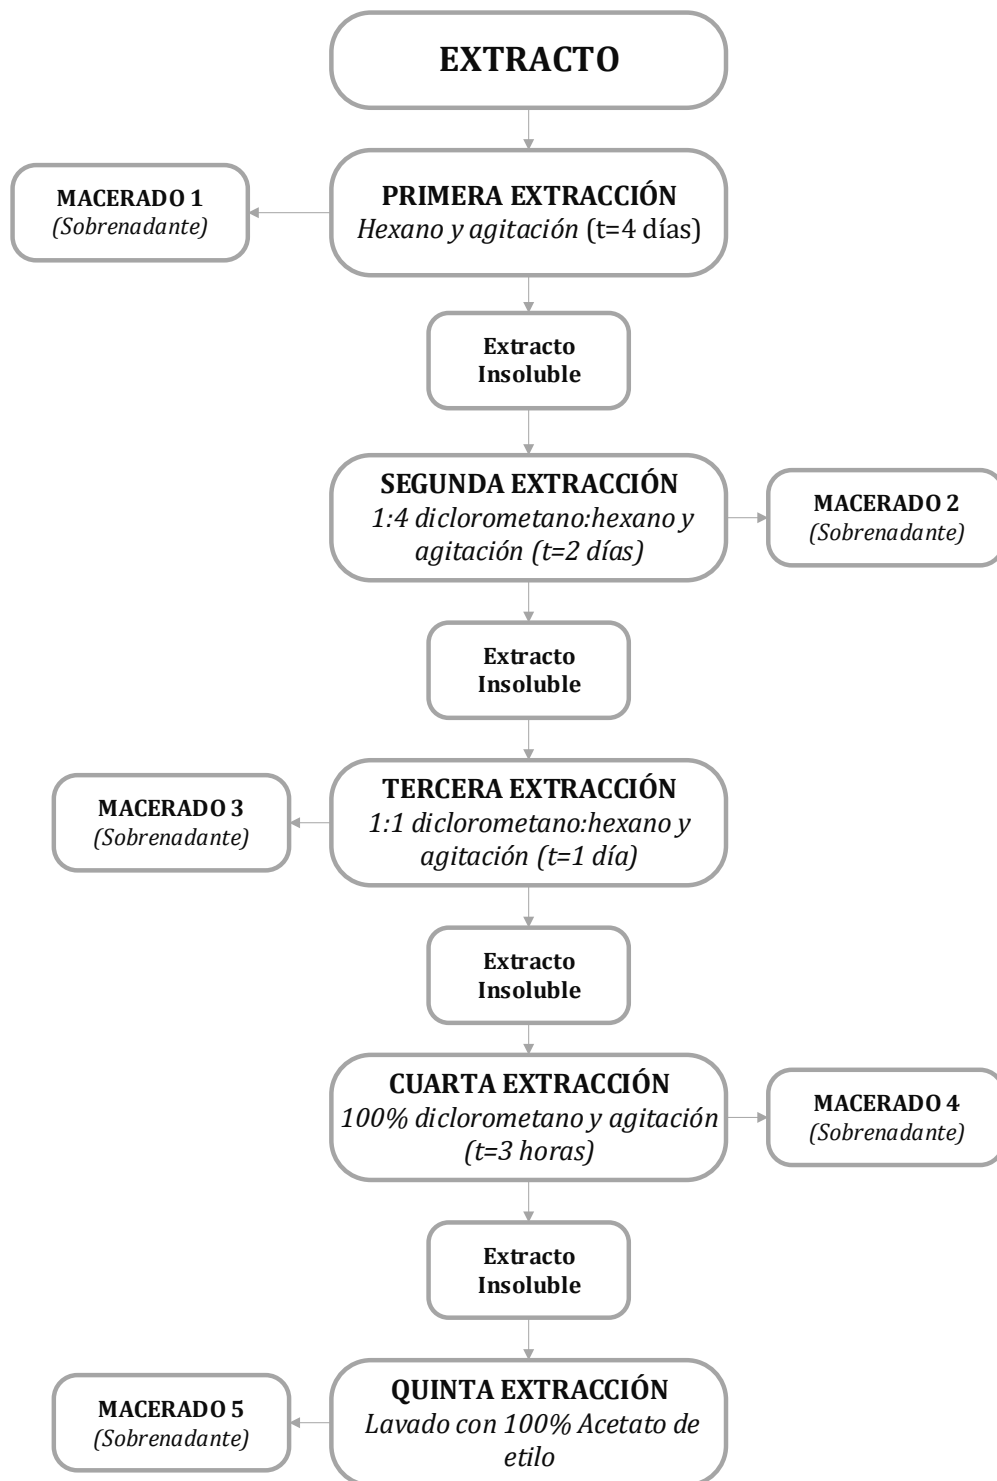 EXTRACTO
PRIMERA EXTRACCIÓN
Hexano y agitación (t=4 días)
MACERADO 1
(Sobrenadante)
Extracto
Insoluble
SEGUNDA EXTRACCIÓN
1:4 diclorometano:hexano y
agitación (t=2 días)
MACERADO 2
(Sobrenadante)
Extracto
Insoluble
TERCERA EXTRACCIÓN
1:1 diclorometano:hexano y
agitación (t=1 día)
MACERADO 3
(Sobrenadante)
Extracto
Insoluble
CUARTA EXTRACCIÓN
100% diclorometano y agitación
(t=3 horas)
MACERADO 4
(Sobrenadante)
Extracto
Insoluble
QUINTA EXTRACCIÓN
Lavado con 100% Acetato de
etilo
MACERADO 5
(Sobrenadante)